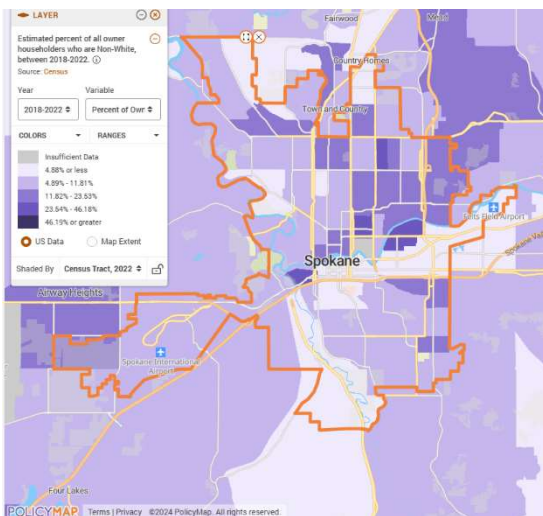 LAYER
Estimated percent of all owner
householders who are Non-White,
between 2018-2022.
Source: Census
Year Variable
2018-2022 Percent of Owr
COLORS RANGES
Insufficient Data
4.88% or less
4.89% - 11.81%
11.82% - 23.53%
23.54% - 46.18%
46.19% or greater
US Data Map Extent
Shaded By Census Tract, 2022
Fairwood
Mead
Country Homes
Town and Country
Felts Field Airport
Spokane Valley
Spokane
Airway Heights
Spokane International
Airport
Four Lakes
POLICYMAP Terms | Privacy ©2024 PolicyMap. All rights reserved.